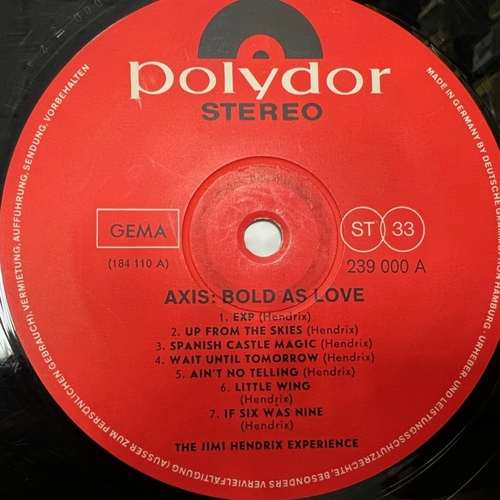 polydor
STEREO
GEMA
(184 110 A)
ST 33
239 000 A
AXIS: BOLD AS LOVE
1. EXP (Hendrix)
2. UP FROM THE SKIES (Hendrix)
3. SPANISH CASTLE MAGIC (Hendrix)
4. WAIT UNTIL TOMORROW (Hendrix)
5. AIN'T NO TELLING (Hendrix)
6. LITTLE WING
(Hendrix)
7. IF SIX WAS NINE
(Hendrix)
THE JIMI HENDRIX EXPERIENCE
MADE IN GERMANY BY DEUTSCHE HAMBURG. URHEBER- UND LEISTUNGSSCHUTZRECHTE, BESONDERS VERVIELFÄLTIGUNG (AUSSER ZUM PERSÖNLICHEN GEBRAUCH), VERMIETUNG, AUFFÜHRUNG, SENDUNG, VORBEHALTEN